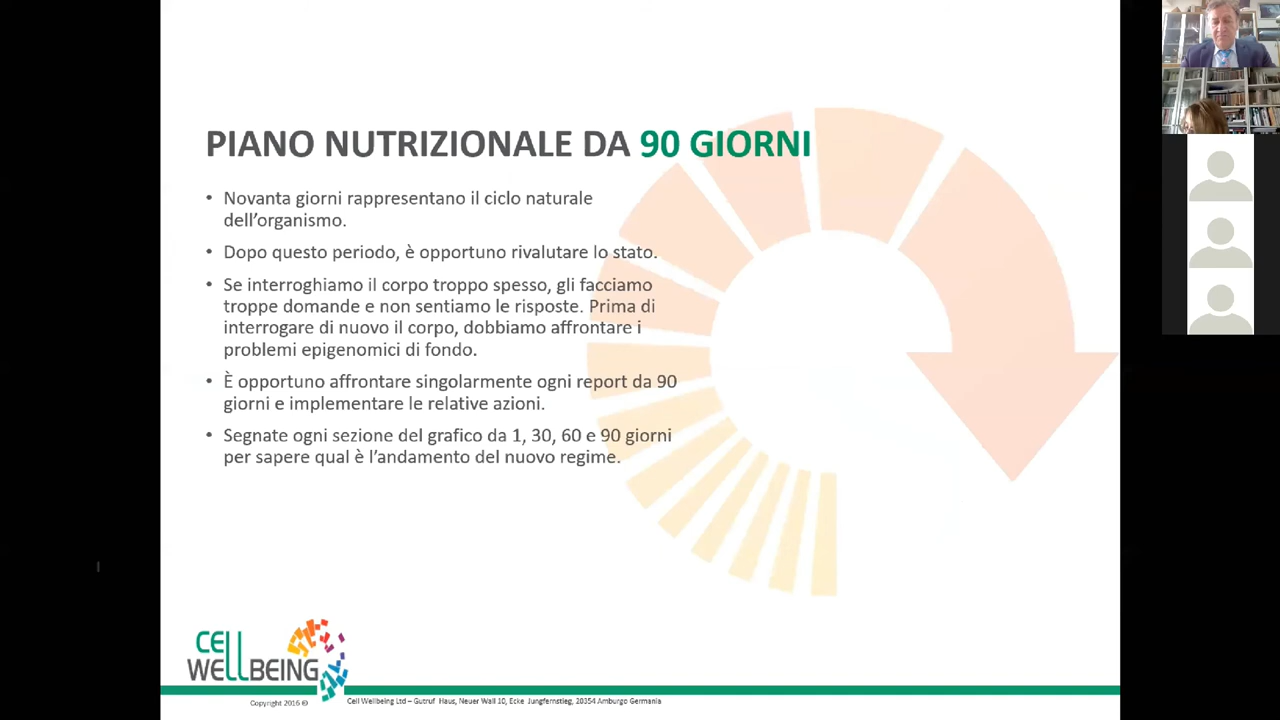 PIANO NUTRIZIONALE DA 90 GIORNI
• Novanta giorni rappresentano il ciclo naturale
dell'organismo.
• Dopo questo periodo, è opportuno rivalutare lo stato.
• Se interroghiamo il corpo troppo spesso, gli facciamo
troppe domande e non sentiamo le risposte. Prima di
interrogare di nuovo il corpo, dobbiamo affrontare i
problemi epigenomici di fondo.
• È opportuno affrontare singolarmente ogni report da 90
giorni e implementare le relative azioni.
• Segnate ogni sezione del grafico da 1, 30, 60 e 90 giorni
per sapere qual è l'andamento del nuovo regime.
CELL
WELLBEING
Copyright 2016 ©
Cell Wellbeing Ltd – Gutruf Haus, Neuer Wall 10, Ecke Jungfernstieg, 20354 Amburgo Germania